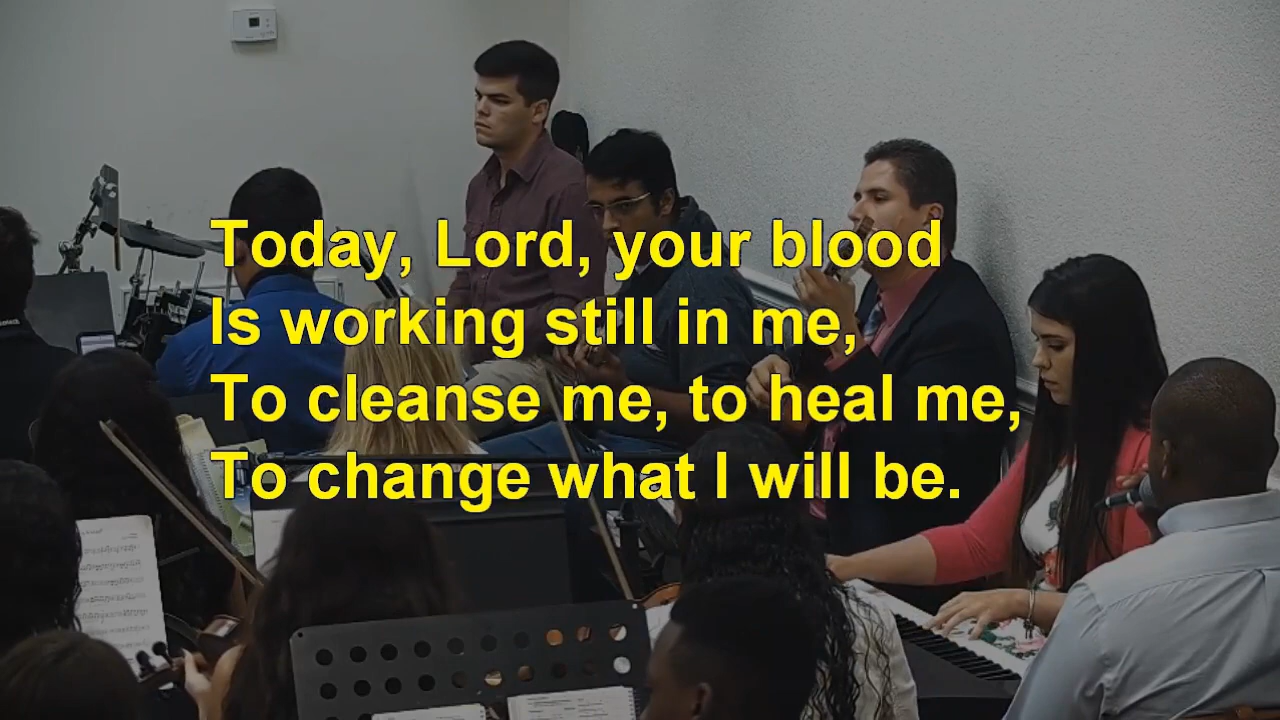 Today, Lord, your blood
Is working still in me,
To cleanse me, to heal me,
To change what I will be.